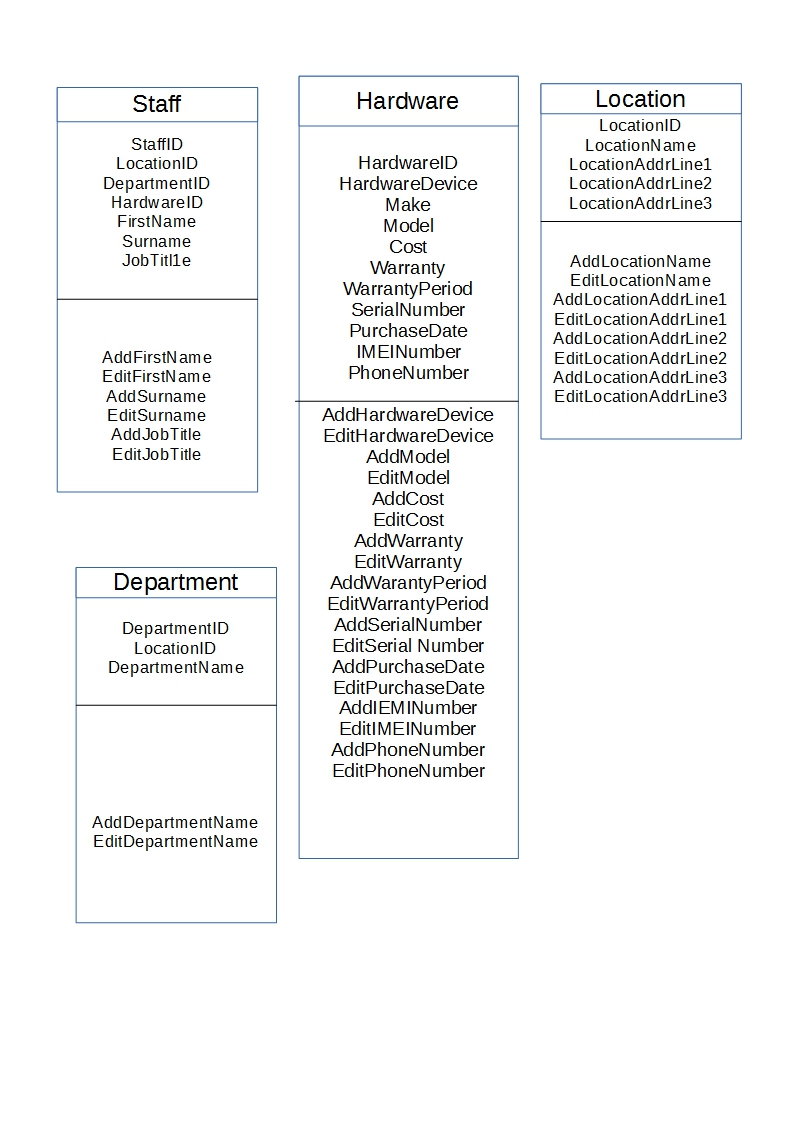 Staff
StaffID
LocationID
DepartmentID
HardwareID
FirstName
Surname
JobTitl1e
AddFirstName
EditFirstName
AddSurname
EditSurname
AddJobTitle
EditJobTitle
Hardware
HardwareID
HardwareDevice
Make
Model
Cost
Warranty
WarrantyPeriod
SerialNumber
PurchaseDate
IMEINumber
PhoneNumber
AddHardwareDevice
EditHardwareDevice
AddModel
EditModel
AddCost
EditCost
AddWarranty
EditWarranty
AddWarantyPeriod
EditWarrantyPeriod
AddSerialNumber
EditSerial Number
AddPurchaseDate
EditPurchaseDate
AddIEMINumber
EditIMEINumber
AddPhoneNumber
EditPhoneNumber
Location
LocationID
LocationName
LocationAddrLine1
LocationAddrLine2
LocationAddrLine3
AddLocationName
EditLocationName
AddLocationAddrLine1
EditLocationAddrLine1
AddLocationAddrLine2
EditLocationAddrLine2
AddLocationAddrLine3
EditLocationAddrLine3
Department
DepartmentID
LocationID
DepartmentName
AddDepartmentName
EditDepartmentName